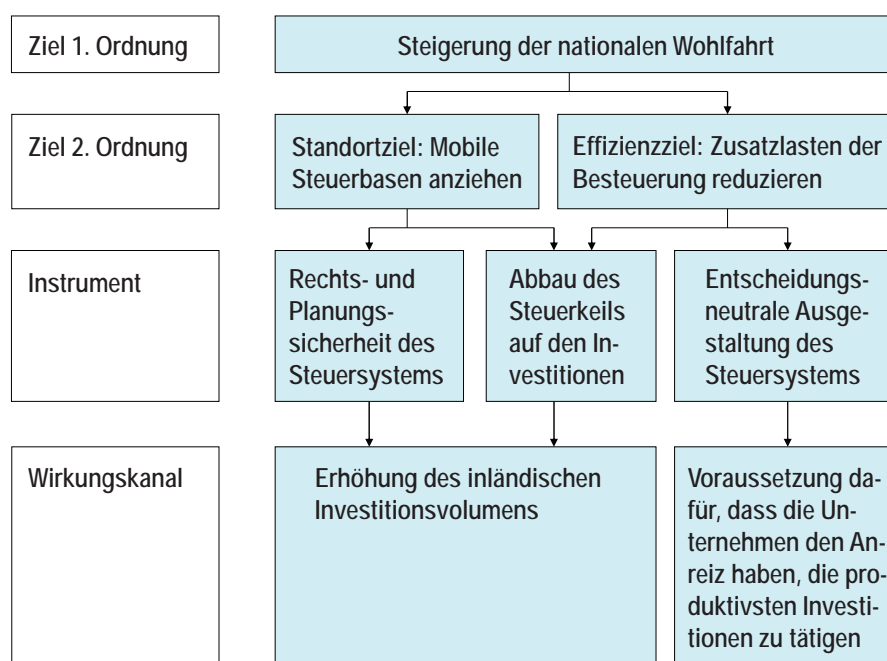 Ziel 1. Ordnung
Steigerung der nationalen Wohlfahrt
Ziel 2. Ordnung
Standortziel: Mobile
Steuerbasen anziehen
Effizienzziel: Zusatzlasten der
Besteuerung reduzieren
Instrument
Rechts- und
Planungs-
sicherheit des
Steuersystems
Abbau des
Steuerkeils
auf den In-
vestitionen
Entscheidungs-
neutrale Ausge-
staltung des
Steuersystems
Wirkungskanal
Erhöhung des inländischen
Investitionsvolumens
Voraussetzung da-
für, dass die Un-
ternehmen den An-
reiz haben, die pro-
duktivsten Investi-
tionen zu tätigen